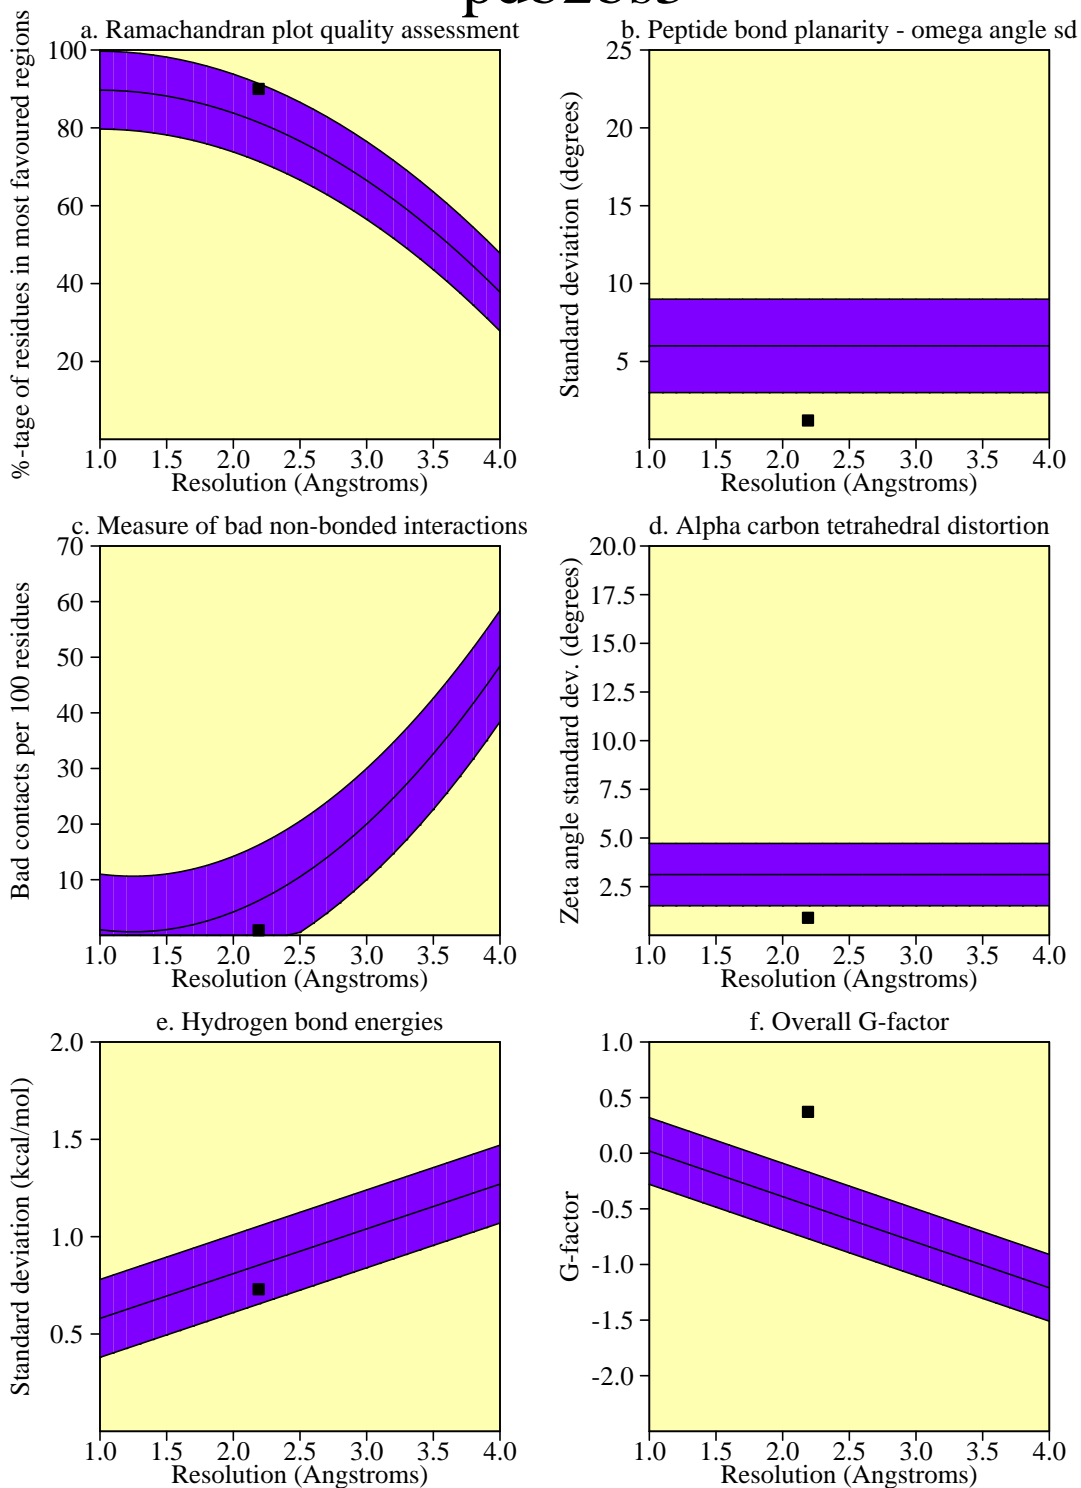 a. Ramachandran plot quality assessment
%-tage of residues in most favoured regions
100
80
60
40
20
1.0 1.5 2.0 2.5 3.0 3.5 4.0
Resolution (Angstroms)
b. Peptide bond planarity - omega angle sd
Standard deviation (degrees)
25
20
15
10
5
1.0 1.5 2.0 2.5 3.0 3.5 4.0
Resolution (Angstroms)
c. Measure of bad non-bonded interactions
Bad contacts per 100 residues
70
60
50
40
30
20
10
1.0 1.5 2.0 2.5 3.0 3.5 4.0
Resolution (Angstroms)
d. Alpha carbon tetrahedral distortion
Zeta angle standard dev. (degrees)
20.0
17.5
15.0
12.5
10.0
7.5
5.0
2.5
1.0 1.5 2.0 2.5 3.0 3.5 4.0
Resolution (Angstroms)
e. Hydrogen bond energies
Standard deviation (kcal/mol)
2.0
1.5
1.0
0.5
1.0 1.5 2.0 2.5 3.0 3.5 4.0
Resolution (Angstroms)
f. Overall G-factor
G-factor
1.0
0.5
0.0
-0.5
-1.0
-1.5
-2.0
1.0 1.5 2.0 2.5 3.0 3.5 4.0
Resolution (Angstroms)